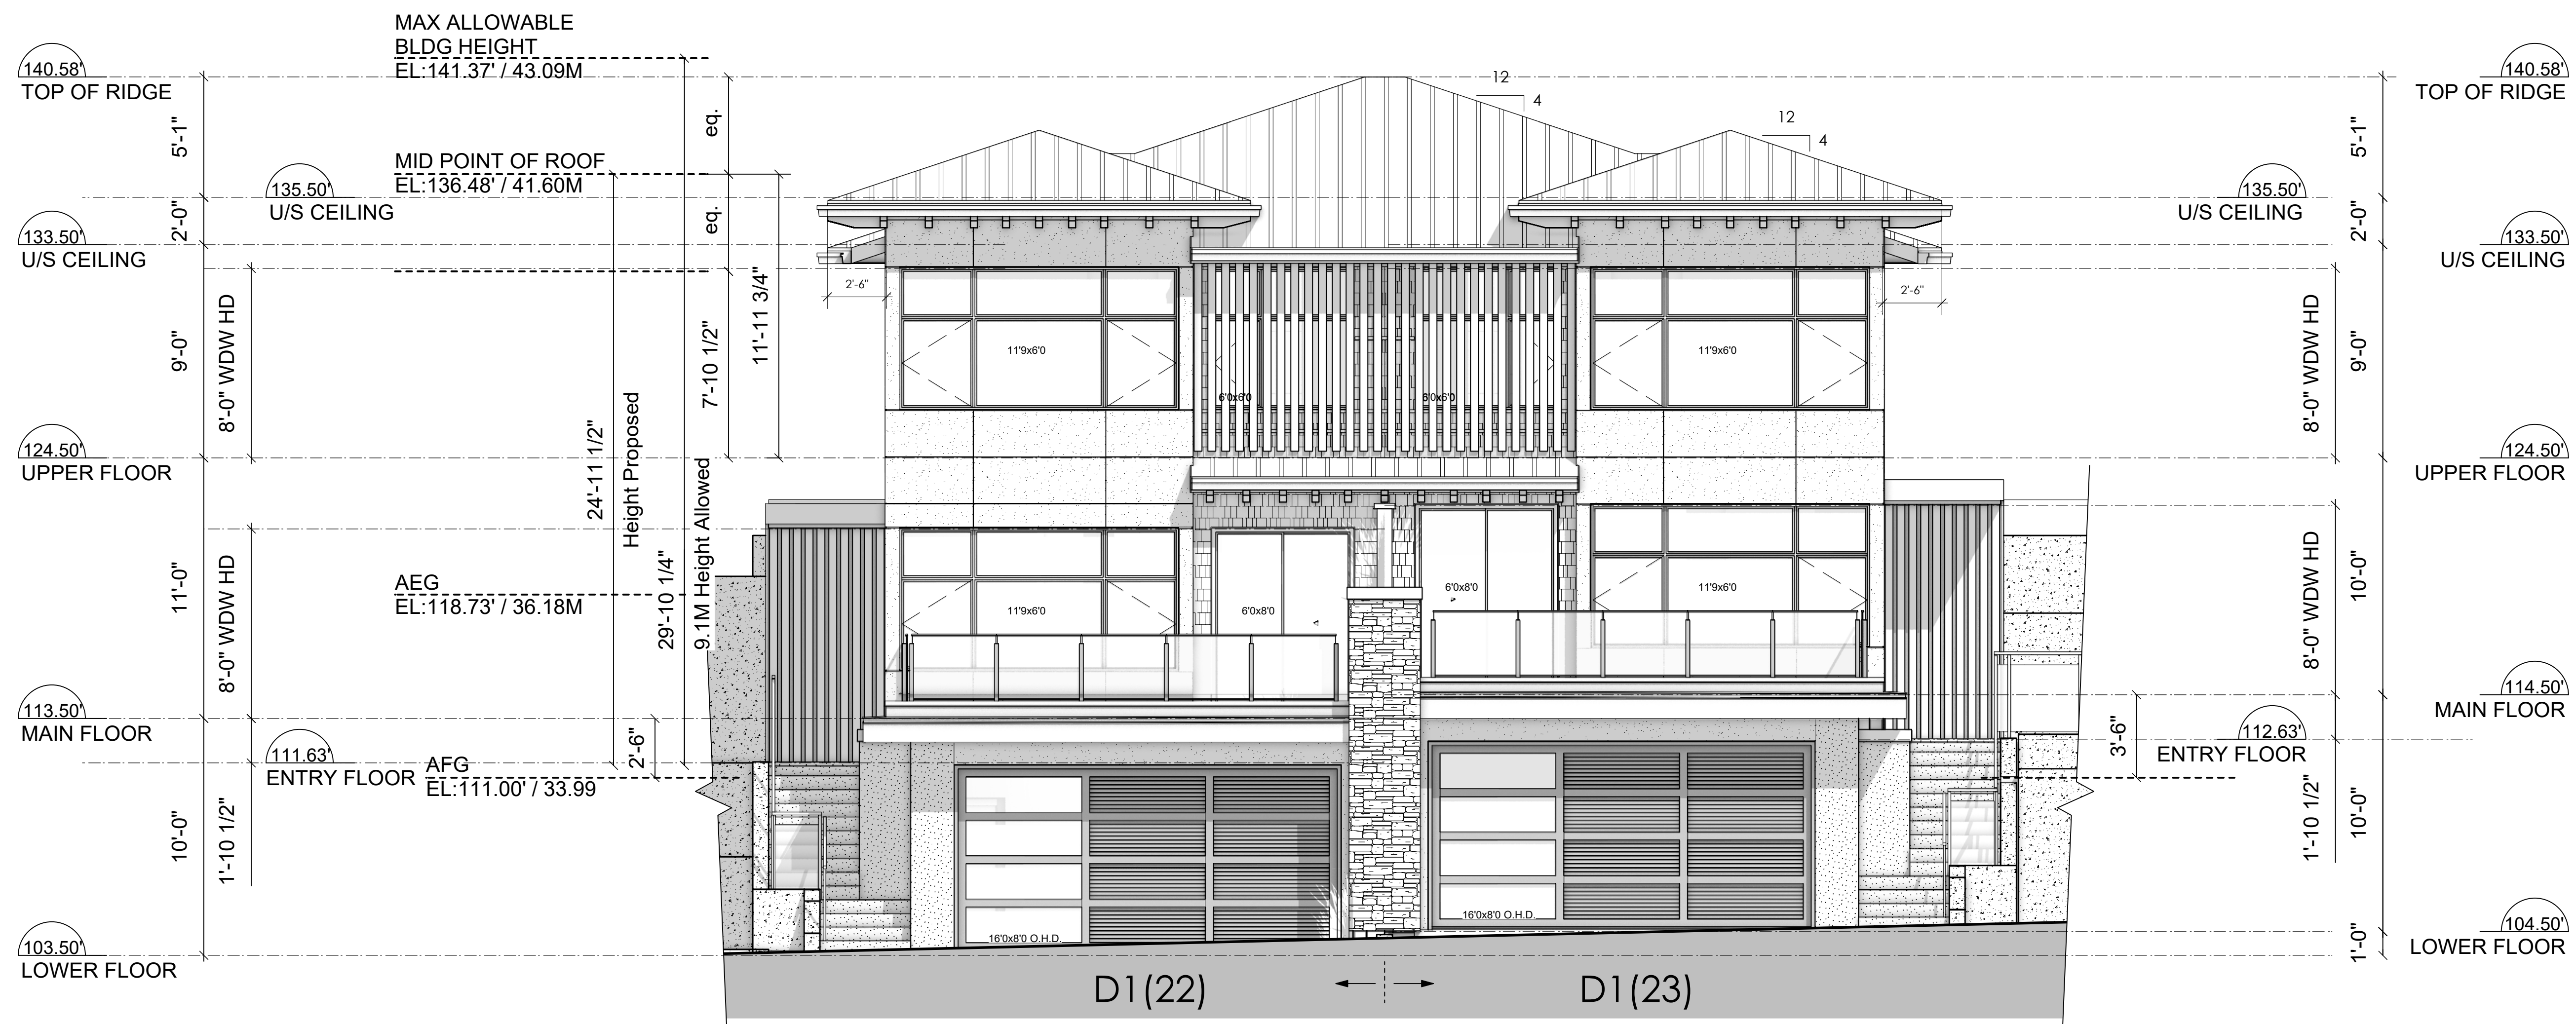 MAX ALLOWABLE
BLDG HEIGHT
EL:141.37' / 43.09M
140.58'
TOP OF RIDGE
5'-1"
MID POINT OF ROOF
EL:136.48' / 41.60M
135.50'
U/S CEILING
2'-0"
133.50'
U/S CEILING
9'-0"
8'-0" WDW HD
124.50'
UPPER FLOOR
11'-0"
8'-0" WDW HD
AEG
EL:118.73' / 36.18M
113.50'
MAIN FLOOR
111.63'
ENTRY FLOOR
AFG
EL:111.00' / 33.99
10'-0"
1'-10 1/2"
103.50'
LOWER FLOOR
24'-11 1/2"
Height Proposed
29'-10 1/4"
9.1M Height Allowed
2'-6"
eq.
eq.
7'-10 1/2"
11'-11 3/4"
12
4
12
4
2'-6"
2'-6"
11'9x6'0
6'0x6'0
6'0x6'0
11'9x6'0
11'9x6'0
6'0x8'0
6'0x8'0
11'9x6'0
16'0x8'0 O.H.D.
16'0x8'0 O.H.D.
D1(22)
D1(23)
140.58'
TOP OF RIDGE
5'-1"
135.50'
U/S CEILING
2'-0"
133.50'
U/S CEILING
8'-0" WDW HD
9'-0"
124.50'
UPPER FLOOR
8'-0" WDW HD
10'-0"
114.50'
MAIN FLOOR
3'-6"
112.63'
ENTRY FLOOR
1'-10 1/2"
10'-0"
104.50'
LOWER FLOOR
1'-0"